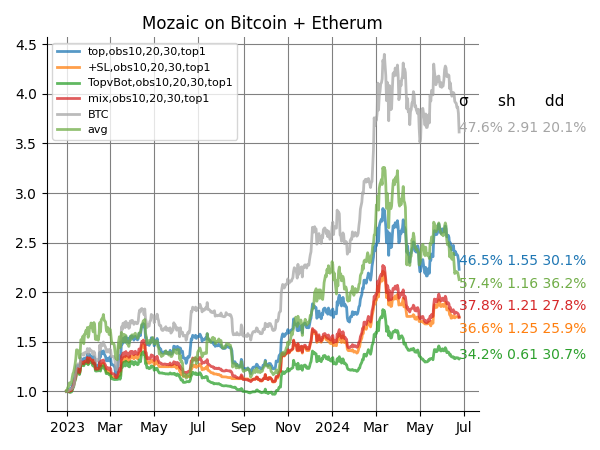 Mozaic on Bitcoin + Etherum
4.5
4.0
3.5
3.0
2.5
2.0
1.5
1.0
top,obs10,20,30,top1
+SL,obs10,20,30,top1
TopvBot,obs10,20,30,top1
mix,obs10,20,30,top1
BTC
avg
σ sh dd
47.6% 2.91 20.1%
46.5% 1.55 30.1%
57.4% 1.16 36.2%
37.8% 1.21 27.8%
36.6% 1.25 25.9%
34.2% 0.61 30.7%
2023 Mar May Jul Sep Nov 2024 Mar May Jul